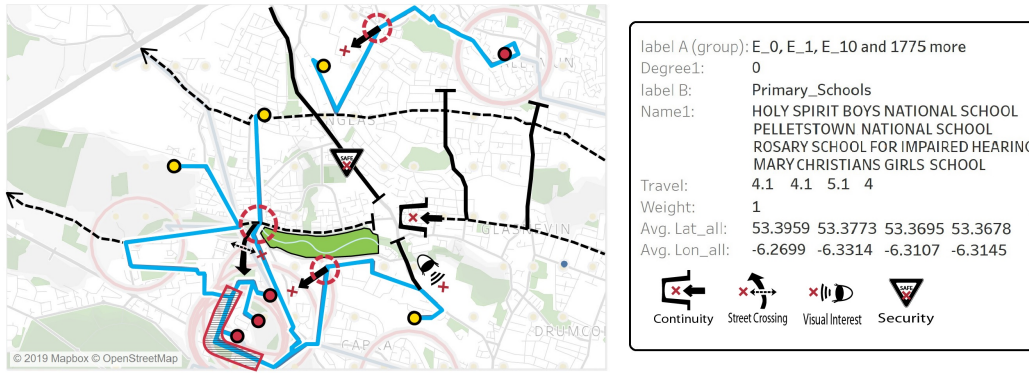 SAFE
GLASNEVIN
CABRA
DRUMCO
© 2019 Mapbox © OpenStreetMap
label A (group): E_0, E_1, E_10 and 1775 more
Degree1: 0
label B: Primary_Schools
Name1: HOLY SPIRIT BOYS NATIONAL SCHOOL
PELLETSTOWN NATIONAL SCHOOL
ROSARY SCHOOL FOR IMPAIRED HEARING
MARY CHRISTIANS GIRLS SCHOOL
Travel: 4.1 4.1 5.1 4
Weight: 1
Avg. Lat_all: 53.3959 53.3773 53.3695 53.3678
Avg. Lon_all: -6.2699 -6.3314 -6.3107 -6.3145
SAFE
Continuity Street Crossing Visual Interest Security